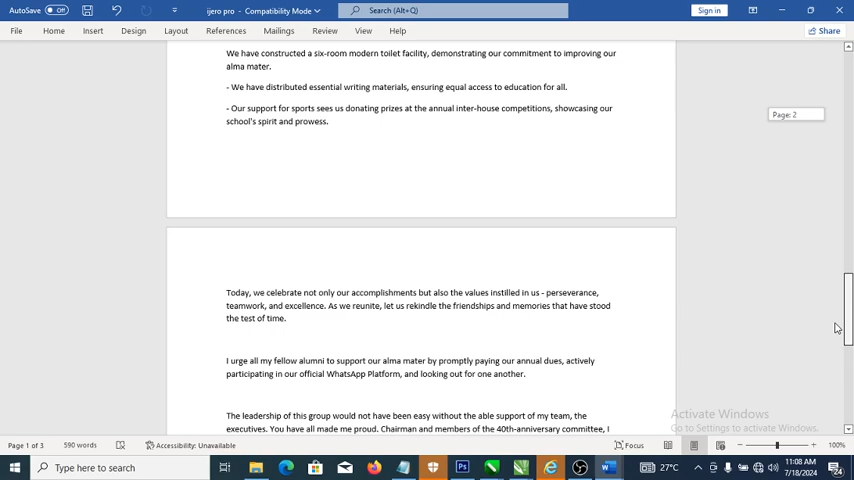 AutoSave Off
ijero pro - Compatibility Mode
Search (Alt+Q)
Sign in
File Home Insert Design Layout References Mailings Review View Help
Share
We have constructed a six-room modern toilet facility, demonstrating our commitment to improving our
alma mater.
- We have distributed essential writing materials, ensuring equal access to education for all.
- Our support for sports sees us donating prizes at the annual inter-house competitions, showcasing our
school's spirit and prowess.
Page: 2
Today, we celebrate not only our accomplishments but also the values instilled in us - perseverance,
teamwork, and excellence. As we reunite, let us rekindle the friendships and memories that have stood
the test of time.
I urge all my fellow alumni to support our alma mater by promptly paying our annual dues, actively
participating in our official WhatsApp Platform, and looking out for one another.
The leadership of this group would not have been easy without the able support of my team, the
executives. You have all made me proud. Chairman and members of the 40th-anniversary committee, I
Activate Windows
Go to Settings to activate Windows.
Page 1 of 3 590 words Accessibility: Unavailable Focus 100%
Type here to search
27°C
11:08 AM
7/18/2024
24